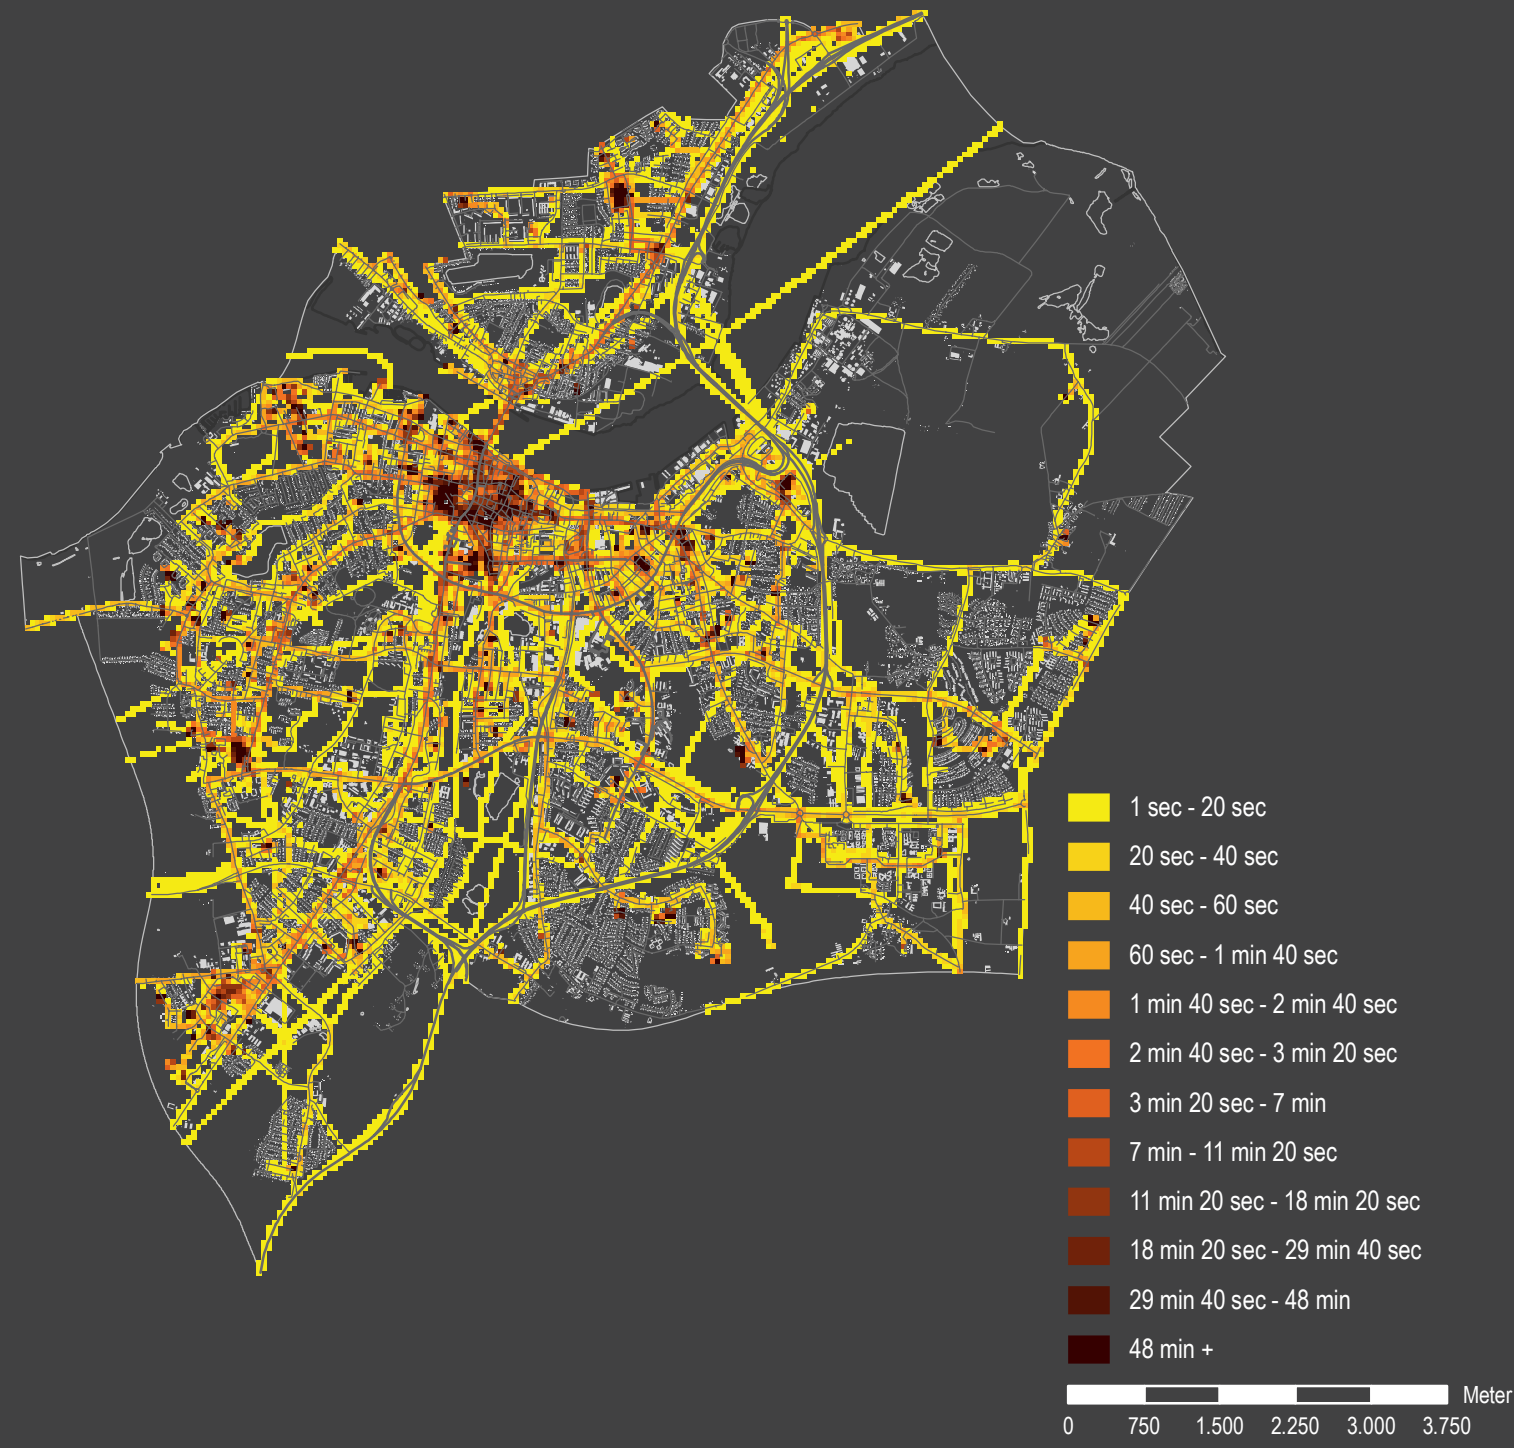 1 sec - 20 sec
20 sec - 40 sec
40 sec - 60 sec
60 sec - 1 min 40 sec
1 min 40 sec - 2 min 40 sec
2 min 40 sec - 3 min 20 sec
3 min 20 sec - 7 min
7 min - 11 min 20 sec
11 min 20 sec - 18 min 20 sec
18 min 20 sec - 29 min 40 sec
29 min 40 sec - 48 min
48 min +
Meter
0 750 1.500 2.250 3.000 3.750